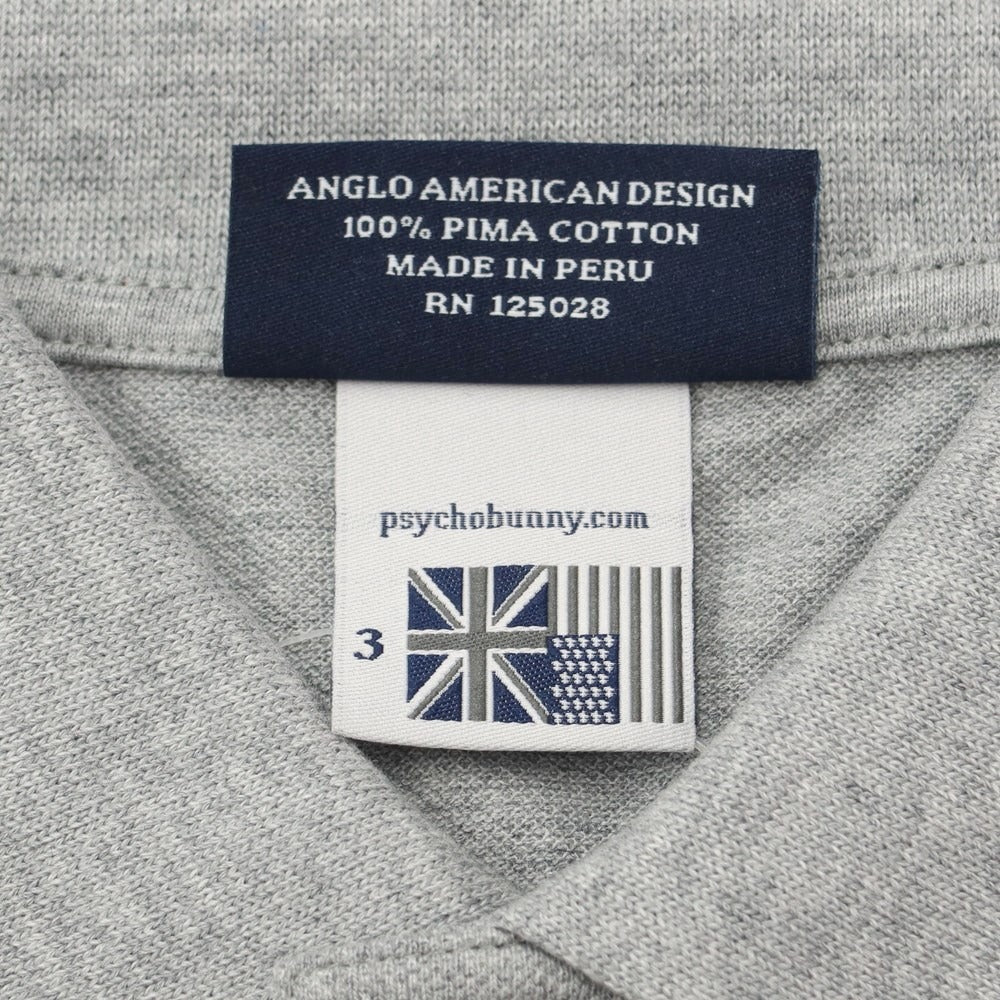 ANGLO AMERICAN DESIGN
100% PIMA COTTON
MADE IN PERU
RN 125028
psychobunny.com
3